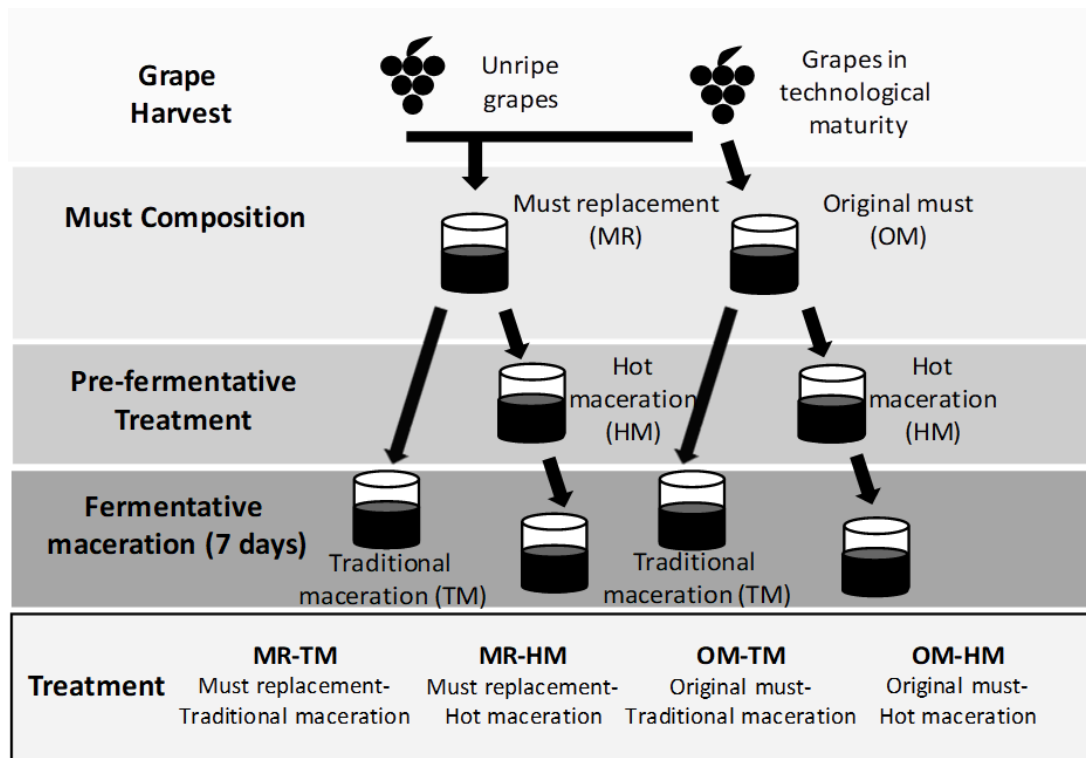 Grape
Harvest
Unripe
grapes
Grapes in
technological
maturity
Must Composition
Must replacement
(MR)
Original must
(OM)
Pre-fermentative
Treatment
Hot
maceration
(HM)
Hot
maceration
(HM)
Fermentative
maceration (7 days)
Traditional
maceration (TM)
Traditional
maceration (TM)
Treatment
MR-TM
Must replacement-
Traditional maceration
MR-HM
Must replacement-
Hot maceration
OM-TM
Original must-
Traditional maceration
OM-HM
Original must-
Hot maceration